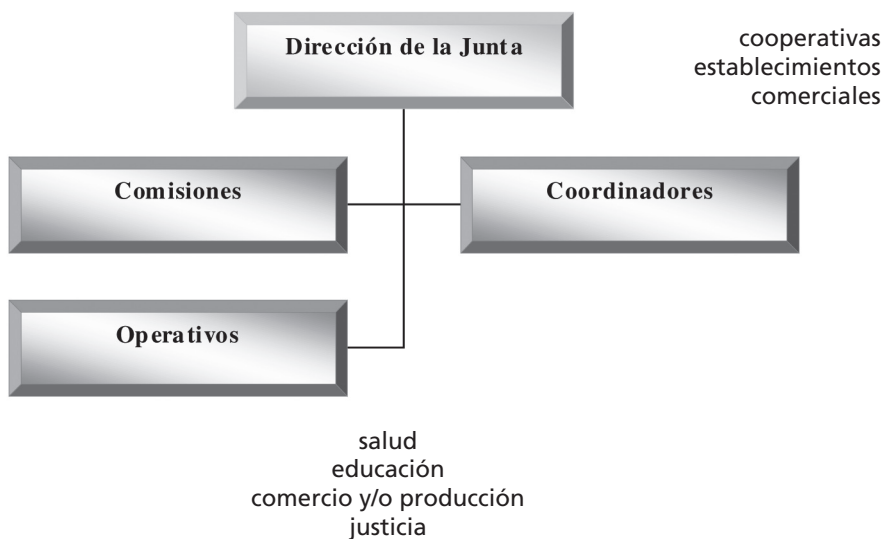 Dirección de la Junta
cooperativas
establecimientos
comerciales
Comisiones
Coordinadores
Operativos
salud
educación
comercio y/o producción
justicia